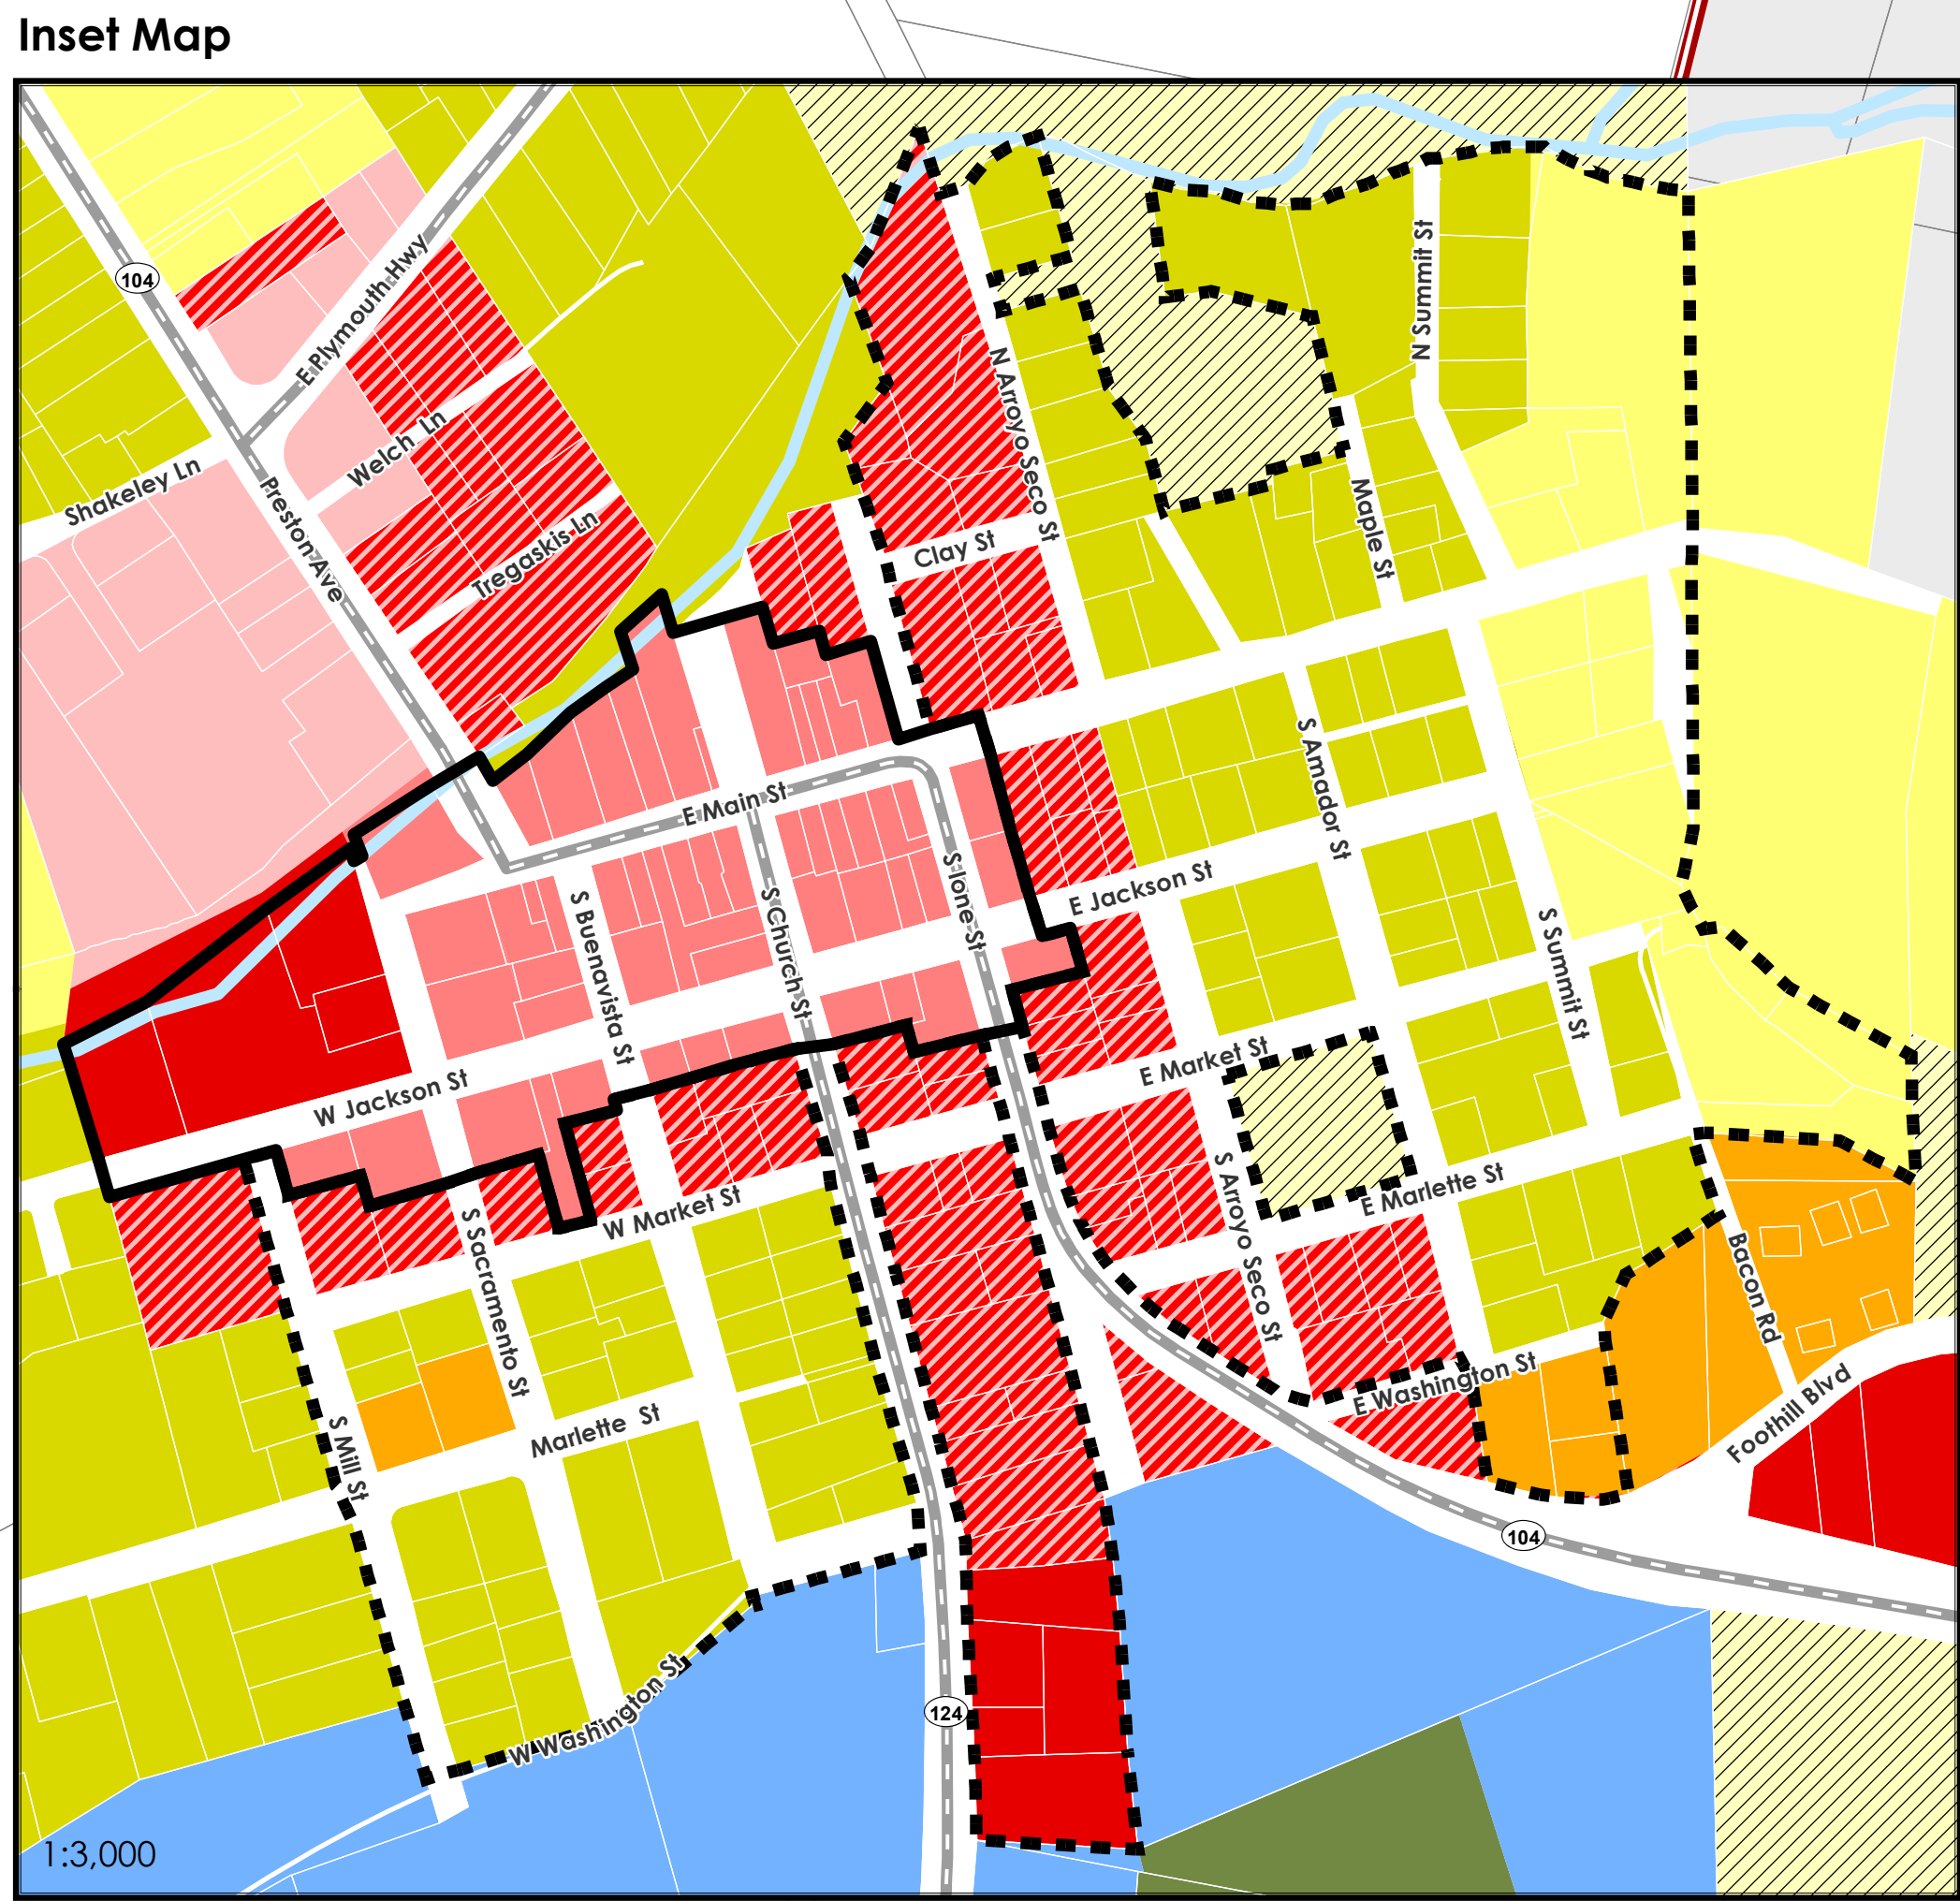 Inset Map
104
E Plymouth Hwy
N Summit St
N Arroyo Seco St
Welch Ln
Shakeley Ln
Preston Ave
Tregaskis Ln
Clay St
Maple St
S Amador St
E Main St
S Ione St
E Jackson St
S Buenavista St
S Church St
S Summit St
E Market St
W Jackson St
S Arroyo Seco St
E Marlette St
W Market St
S Sacramento St
Bacon Rd
E Washington St
Foothill Blvd
Marlette St
S Mill St
104
W Washington St
124
1:3,000